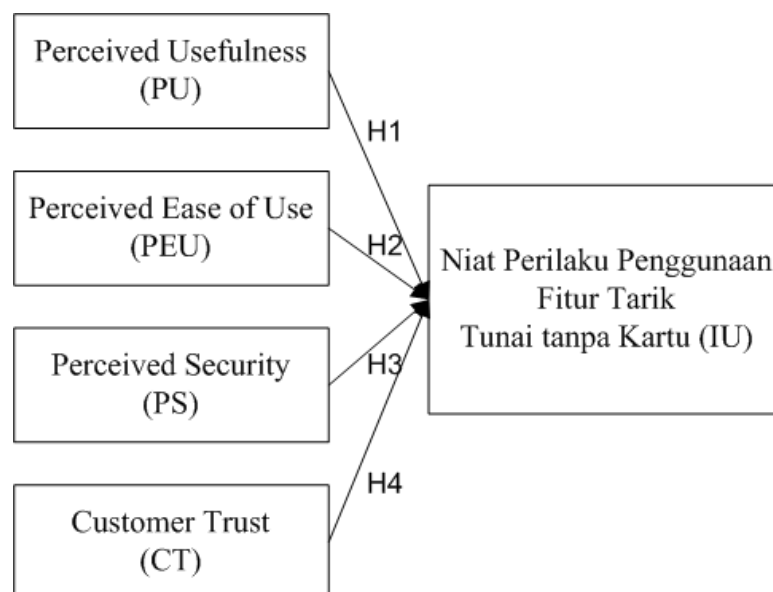 Perceived Usefulness
(PU)
H1
Perceived Ease of Use
(PEU)
H2
Niat Perilaku Penggunaan
Fitur Tarik
Tunai tanpa Kartu (IU)
Perceived Security
(PS)
H3
H4
Customer Trust
(CT)